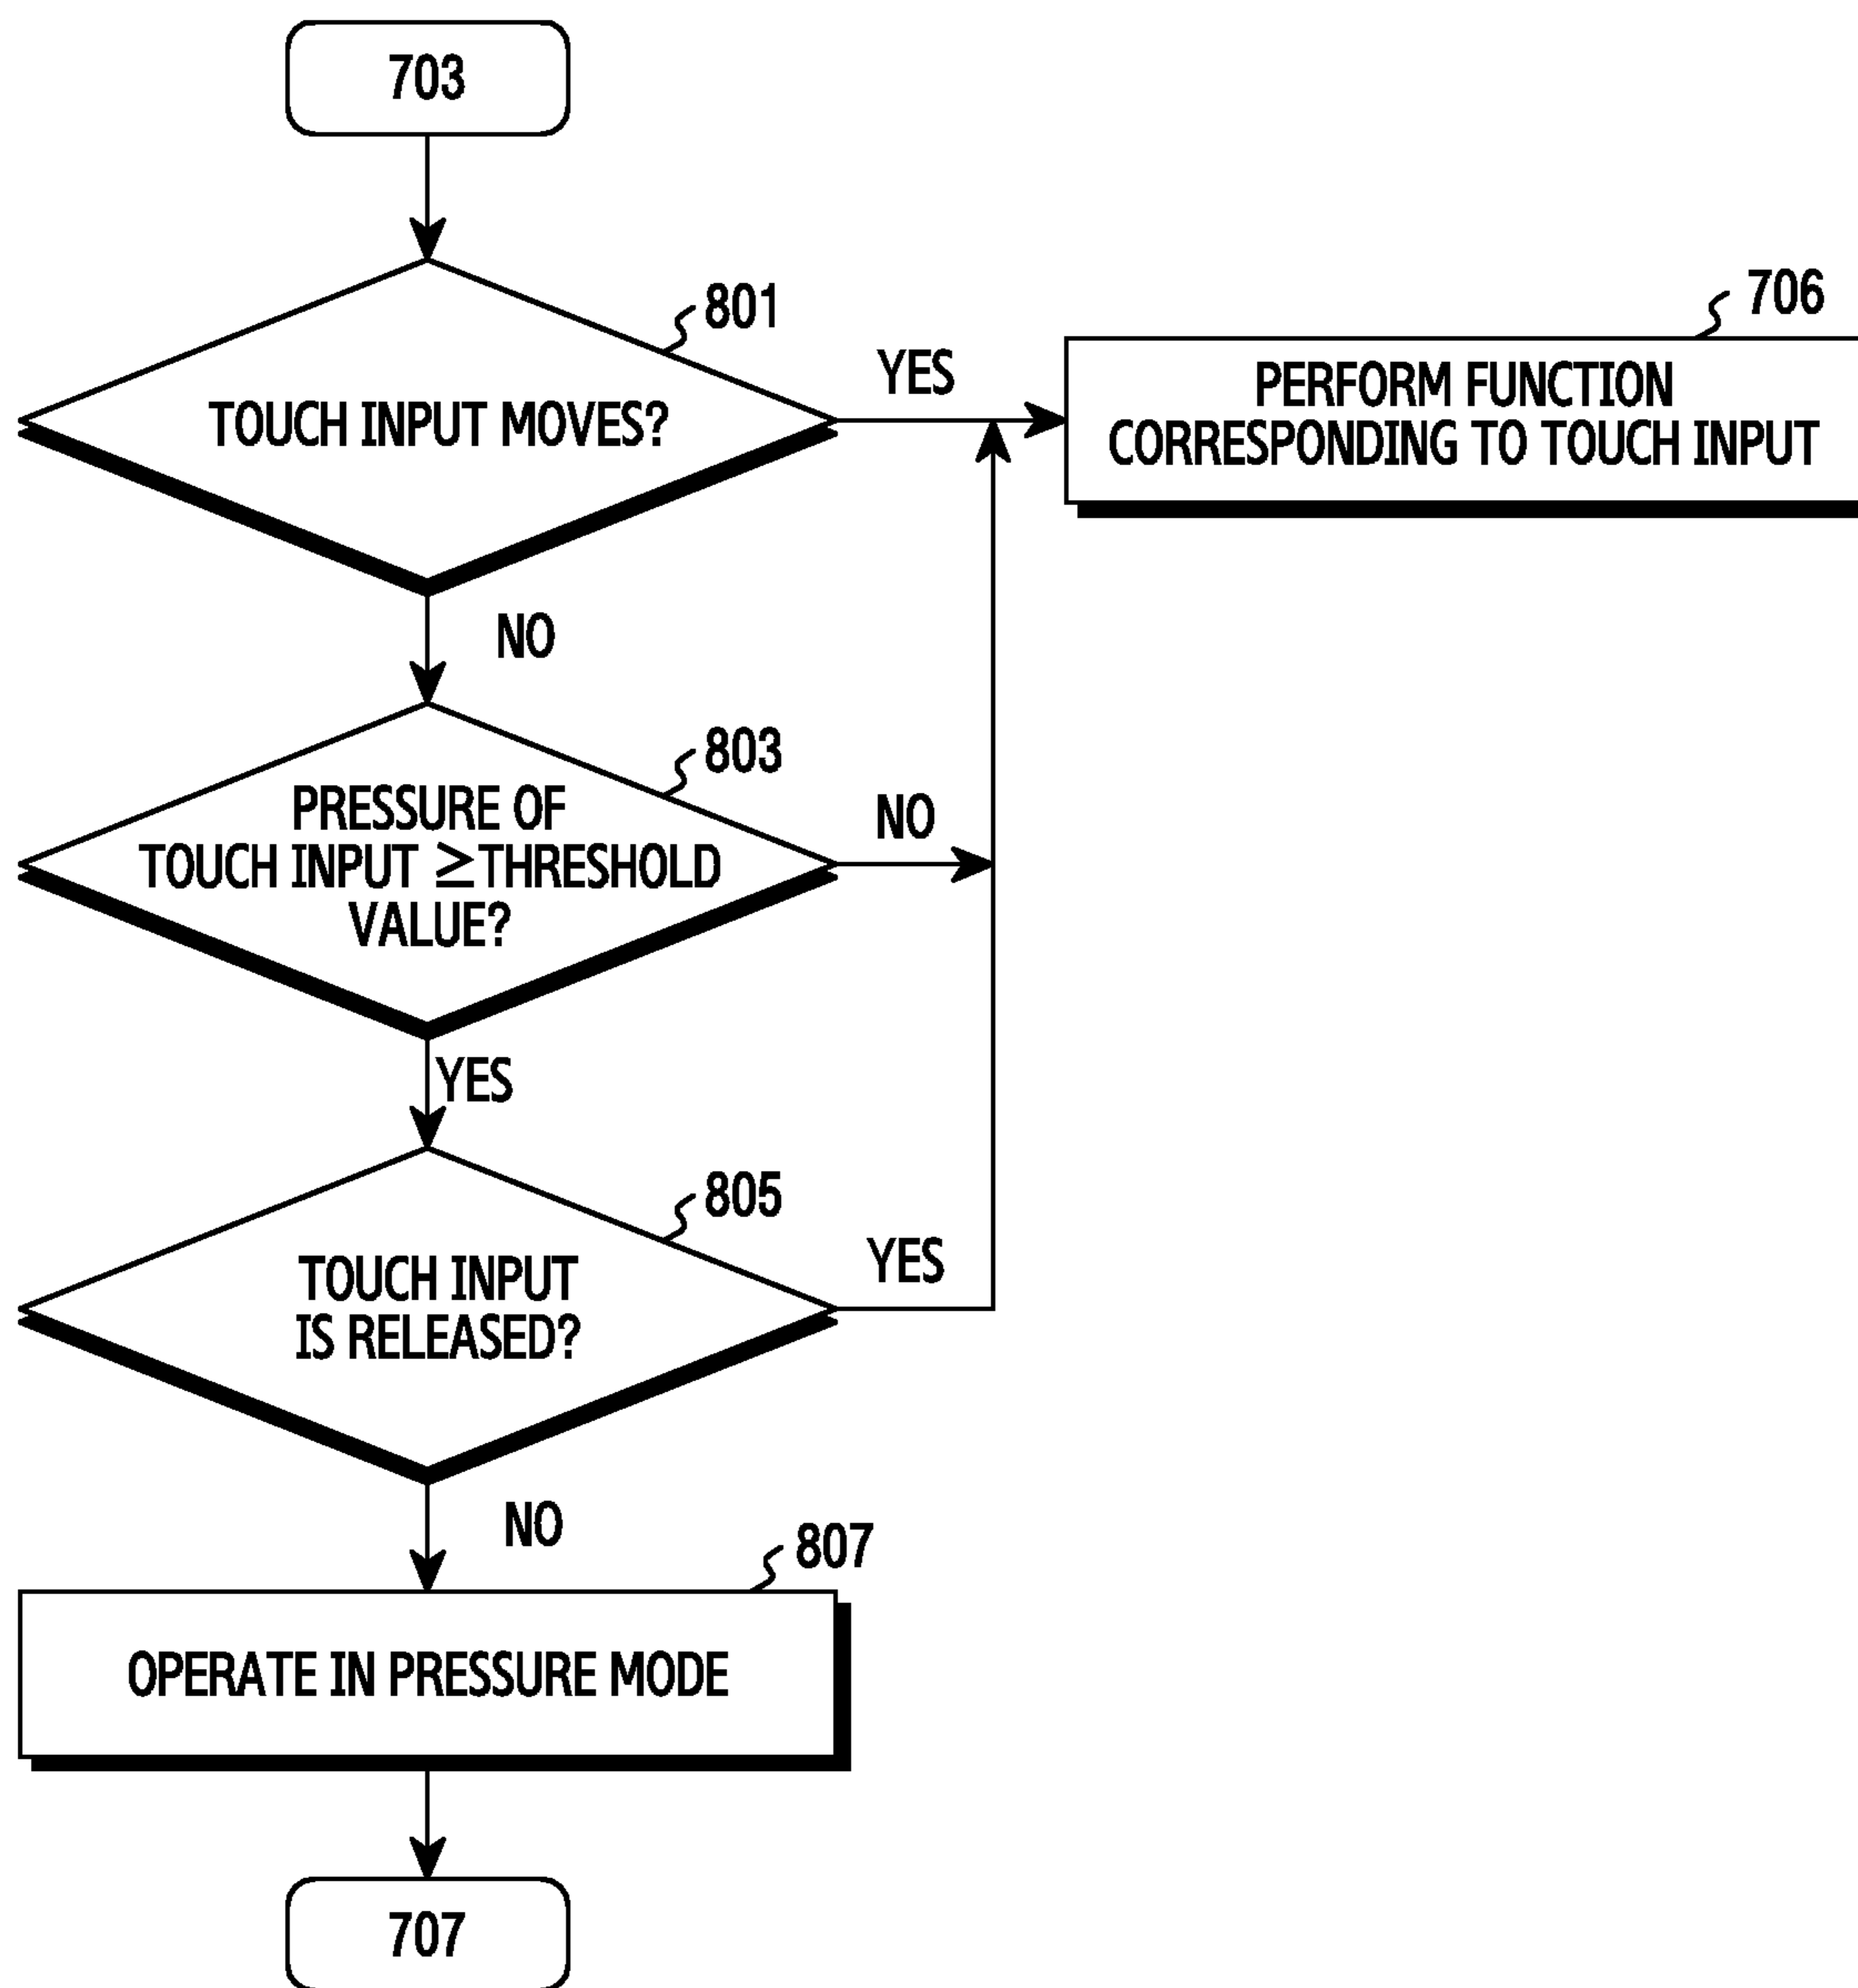 703
801
YES
706
TOUCH INPUT MOVES?
PERFORM FUNCTION
CORRESPONDING TO TOUCH INPUT
NO
803
PRESSURE OF
TOUCH INPUT ≥THRESHOLD
VALUE?
NO
YES
805
TOUCH INPUT
IS RELEASED?
YES
NO
807
OPERATE IN PRESSURE MODE
707